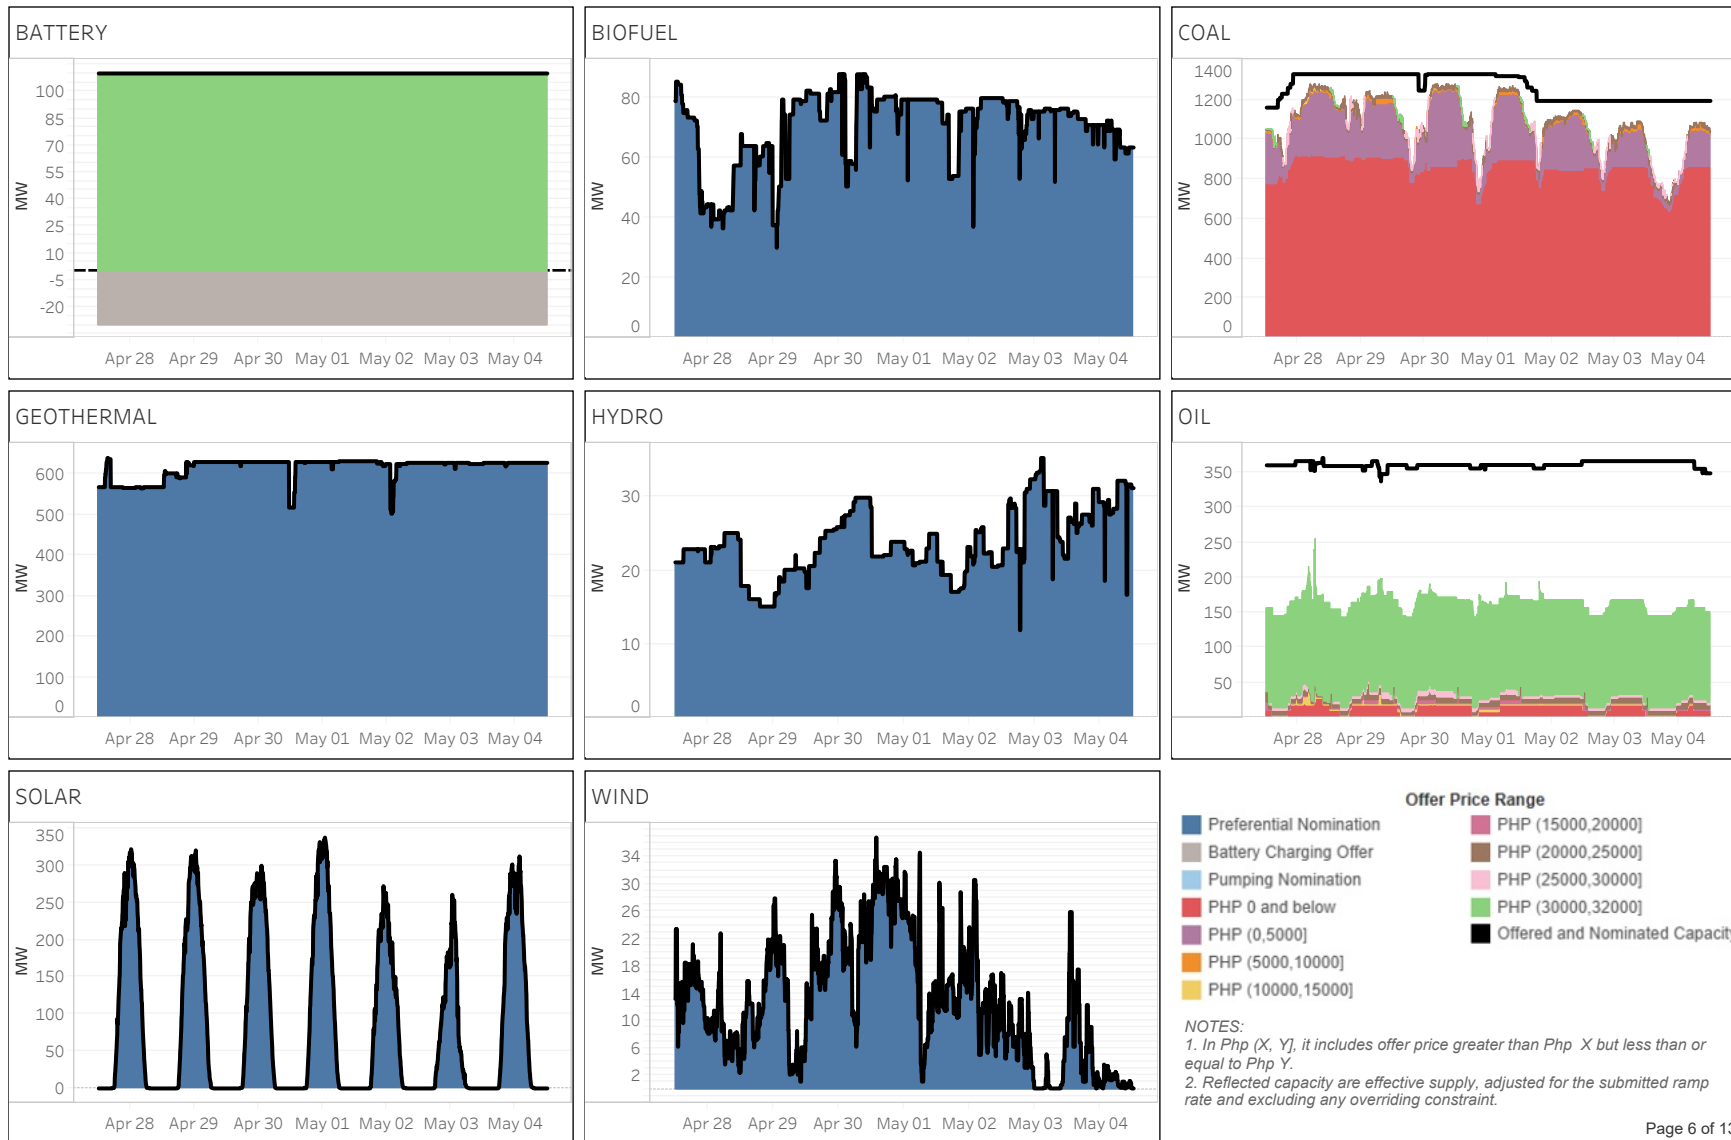 BATTERY
MW
100
85
70
55
40
25
10
-5
-20
Apr 28 Apr 29 Apr 30 May 01 May 02 May 03 May 04
BIOFUEL
MW
80
60
40
20
0
Apr 28 Apr 29 Apr 30 May 01 May 02 May 03 May 04
COAL
MW
1400
1200
1000
800
600
400
200
0
Apr 28 Apr 29 Apr 30 May 01 May 02 May 03 May 04
GEOTHERMAL
MW
600
500
400
300
200
100
0
Apr 28 Apr 29 Apr 30 May 01 May 02 May 03 May 04
HYDRO
MW
30
20
10
0
Apr 28 Apr 29 Apr 30 May 01 May 02 May 03 May 04
OIL
MW
350
300
250
200
150
100
50
Apr 28 Apr 29 Apr 30 May 01 May 02 May 03 May 04
SOLAR
MW
350
300
250
200
150
100
50
0
Apr 28 Apr 29 Apr 30 May 01 May 02 May 03 May 04
WIND
MW
34
30
26
22
18
14
10
6
2
Apr 28 Apr 29 Apr 30 May 01 May 02 May 03 May 04
Offer Price Range
Preferential Nomination
Battery Charging Offer
Pumping Nomination
PHP 0 and below
PHP (0,5000]
PHP (5000,10000]
PHP (10000,15000]
PHP (15000,20000]
PHP (20000,25000]
PHP (25000,30000]
PHP (30000,32000]
Offered and Nominated Capacity
NOTES:
1. In Php (X, Y], it includes offer price greater than Php X but less than or
equal to Php Y.
2. Reflected capacity are effective supply, adjusted for the submitted ramp
rate and excluding any overriding constraint.
Page 6 of 13